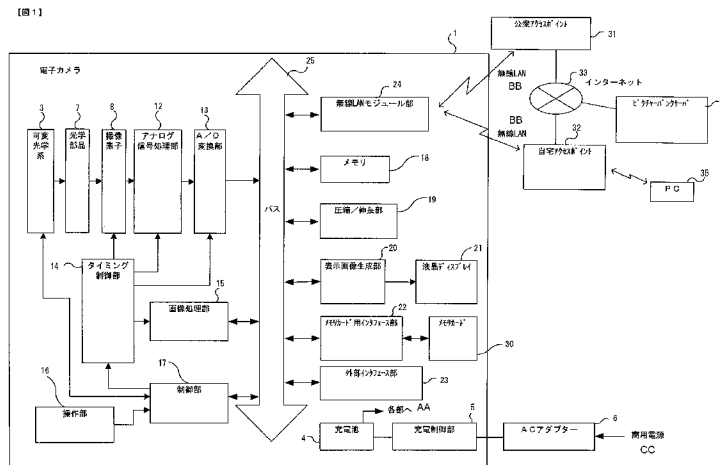 【図1】
電子カメラ
1
25
公衆アクセスポイント
31
無線LAN
BB
33
インターネット
ピクチャーバンクサーバ
BB
無線LAN
32
自宅アクセスポイント
PC
35
3
可変
光学
系
7
光学
部品
8
撮像
素子
12
アナログ
信号処理部
13
A/D
変換部
バス
24
無線LANモジュール部
メモリ
18
圧縮/伸長部
19
20
表示画像生成部
21
液晶ディスプレイ
22
メモリカード用インタフェース部
メモリカード
30
外部インタフェース部
23
14
タイミング
制御部
15
画像処理部
17
制御部
16
操作部
各部へ AA
4
充電池
5
充電制御部
6
ACアダプター
商用電源
CC